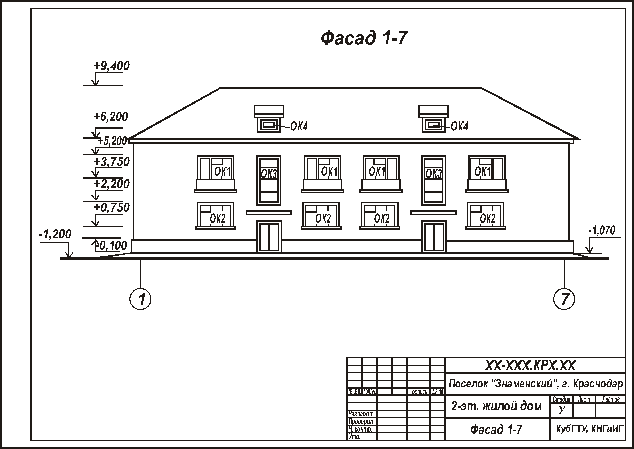 Фасад 1-7
+9,400
+6,200
+5,200
+3,750
+2,200
+0,750
+0,100
-1,200
-1,070
ОК4
ОК4
ОК1
ОК3
ОК1
ОК1
ОК3
ОК1
ОК2
ОК2
ОК2
ОК2
1
7
ХХ-ХХХ.КРХ.ХХ
Поселок "Знаменский", г. Краснодар
2-эт. жилой дом
У
Фасад 1-7
КубГТУ, КНГиИГ